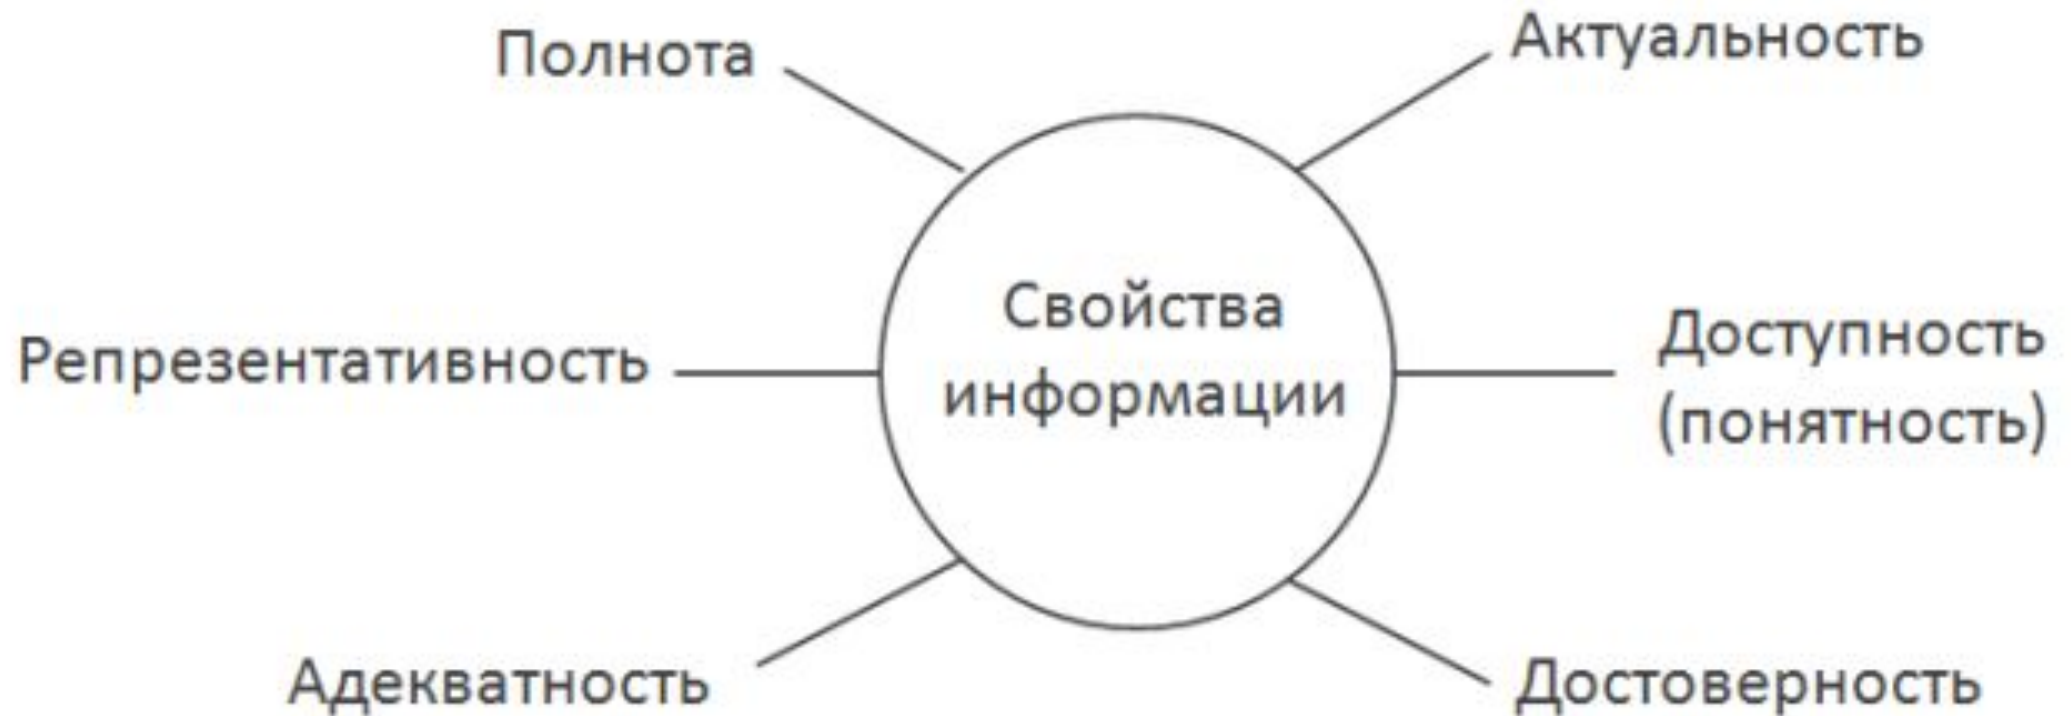 Полнота
Актуальность
Свойства
информации
Репрезентативность
Доступность
(понятность)
Адекватность
Достоверность